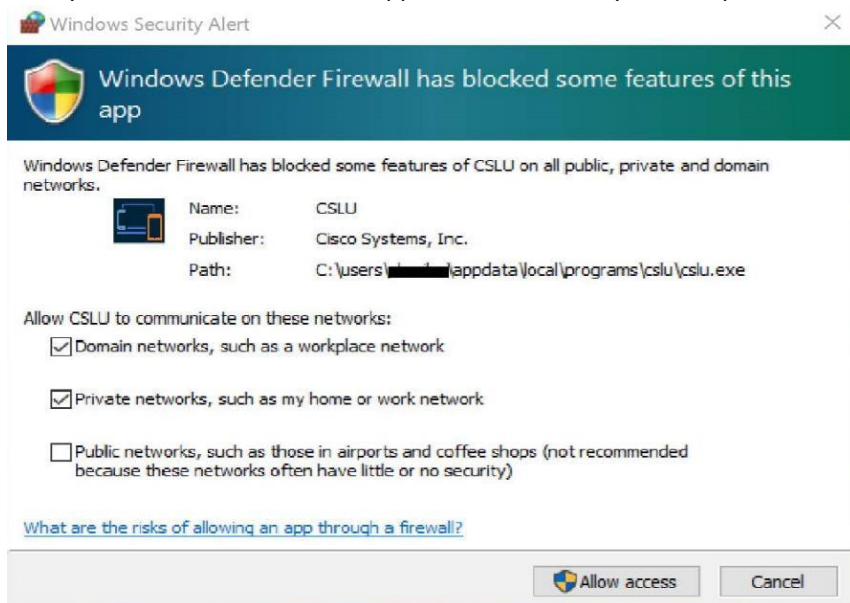 Windows Security Alert
Windows Defender Firewall has blocked some features of this
app
Windows Defender Firewall has blocked some features of CSLU on all public, private and domain
networks.
Name: CSLU
Publisher: Cisco Systems, Inc.
Path: C:\users\ \appdata\local\programs\cslu\cslu.exe
Allow CSLU to communicate on these networks:
Domain networks, such as a workplace network
Private networks, such as my home or work network
Public networks, such as those in airports and coffee shops (not recommended
because these networks often have little or no security)
What are the risks of allowing an app through a firewall?
Allow access Cancel